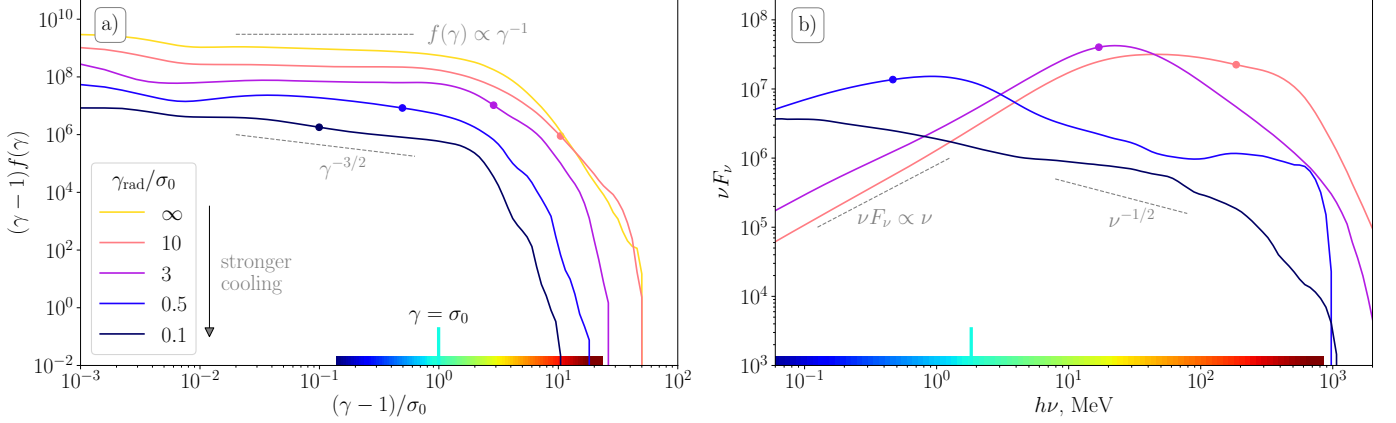 a)
10^{10}
10^8
10^6
10^4
10^2
10^0
10^{-2}
(γ − 1) f(γ)
f(γ) ∝ γ^{-1}
γ^{-3/2}
γ_rad/σ_0
∞
10
3
0.5
0.1
stronger
cooling
γ = σ_0
10^{-3}
10^{-2}
10^{-1}
10^0
10^1
10^2
(γ − 1)/σ_0
b)
10^8
10^7
10^6
10^5
10^4
10^3
νF_ν
νF_ν ∝ ν
ν^{-1/2}
10^{-1}
10^0
10^1
10^2
10^3
hν, MeV